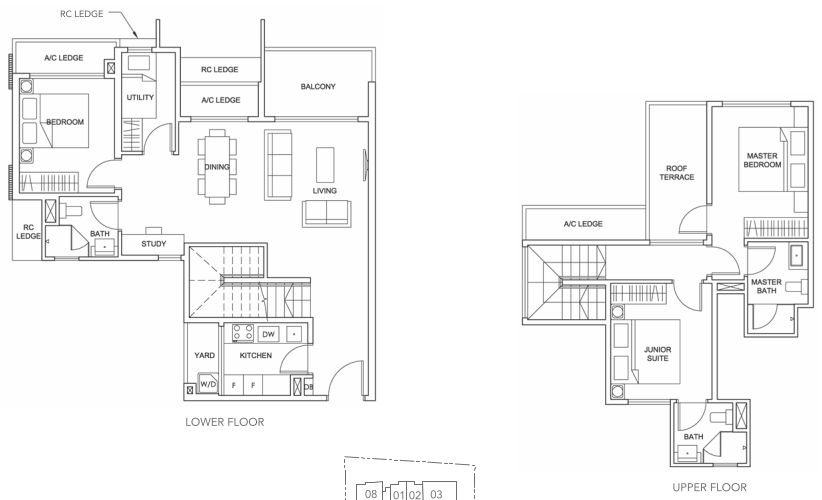 RC LEDGE
A/C LEDGE
RC LEDGE
BALCONY
UTILITY
A/C LEDGE
BEDROOM
DINING
LIVING
RC
LEDGE
BATH
STUDY
DW
YARD
KITCHEN
W/D
F
F
DB
LOWER FLOOR
MASTER
BEDROOM
ROOF
TERRACE
A/C LEDGE
MASTER
BATH
JUNIOR
SUITE
BATH
UPPER FLOOR
08
01
02
03